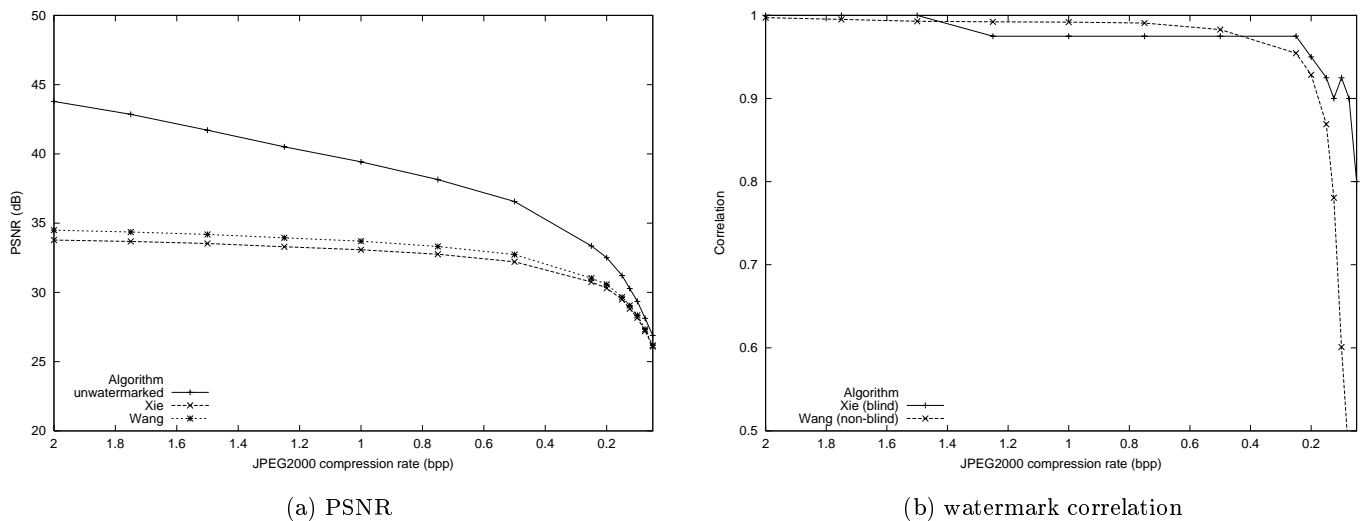 50
45
40
35
30
25
20
PSNR (dB)
Algorithm
unwatermarked
Xie
Wang
2 1.8 1.6 1.4 1.2 1 0.8 0.6 0.4 0.2
JPEG2000 compression rate (bpp)
(a) PSNR
1
0.9
0.8
0.7
0.6
0.5
Correlation
Algorithm
Xie (blind)
Wang (non-blind)
2 1.8 1.6 1.4 1.2 1 0.8 0.6 0.4 0.2
JPEG2000 compression rate (bpp)
(b) watermark correlation